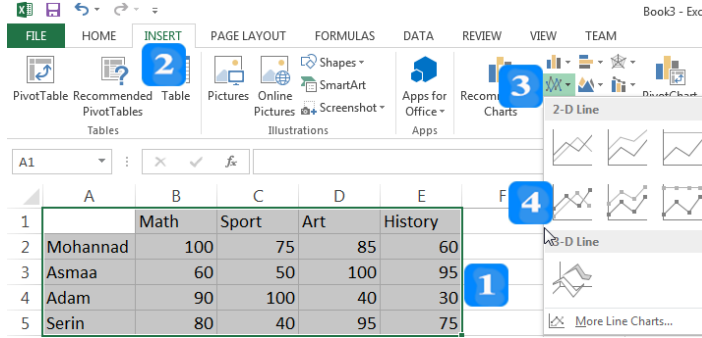 Book3 - Exc
FILE HOME INSERT PAGE LAYOUT FORMULAS DATA REVIEW VIEW TEAM
2
3
PivotTable Recommended PivotTables Table
Pictures Online Pictures
Shapes
SmartArt
Screenshot
Apps for Office
Charts
PivotChart
Tables Illustrations Apps
2-D Line
A1 fx
A B C D E F
4
1 Math Sport Art History
2 Mohannad 100 75 85 60
3-D Line
3 Asmaa 60 50 100 95
1
4 Adam 90 100 40 30
5 Serin 80 40 95 75
More Line Charts...